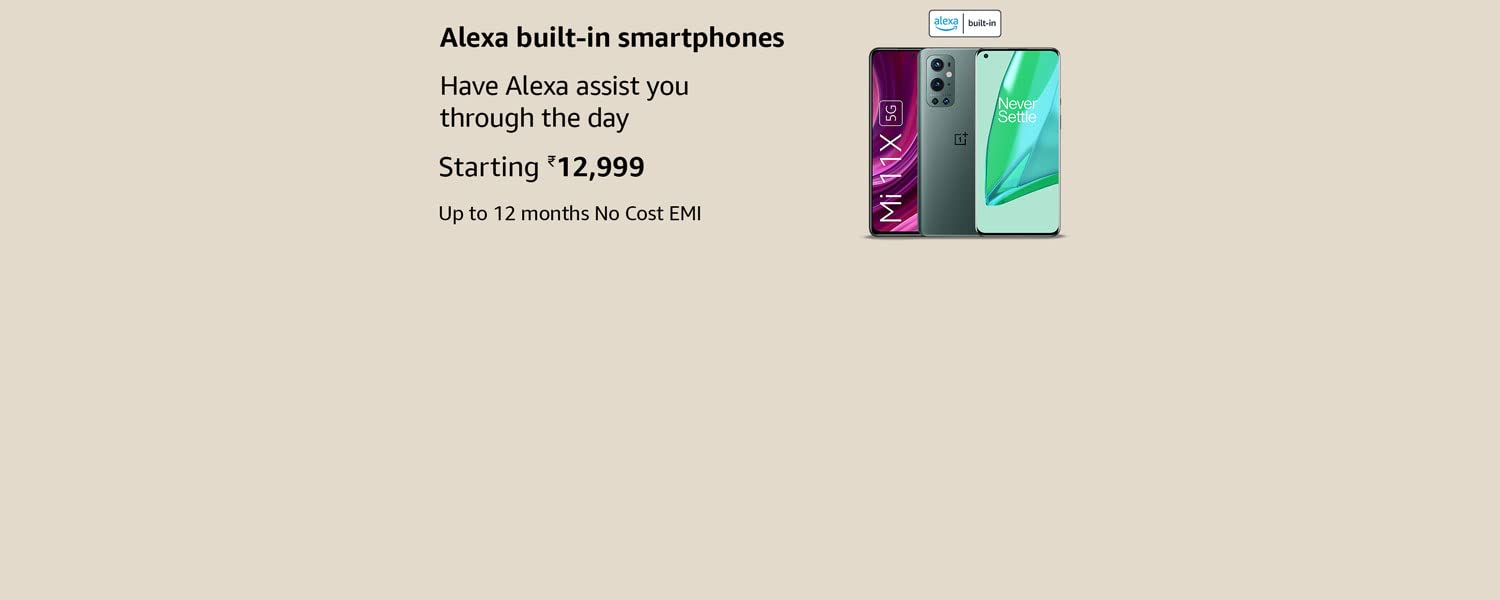 Alexa built-in smartphones
Have Alexa assist you
through the day
Starting ₹12,999
Up to 12 months No Cost EMI
alexa built-in
Mi 11X 5G
Never
Settle